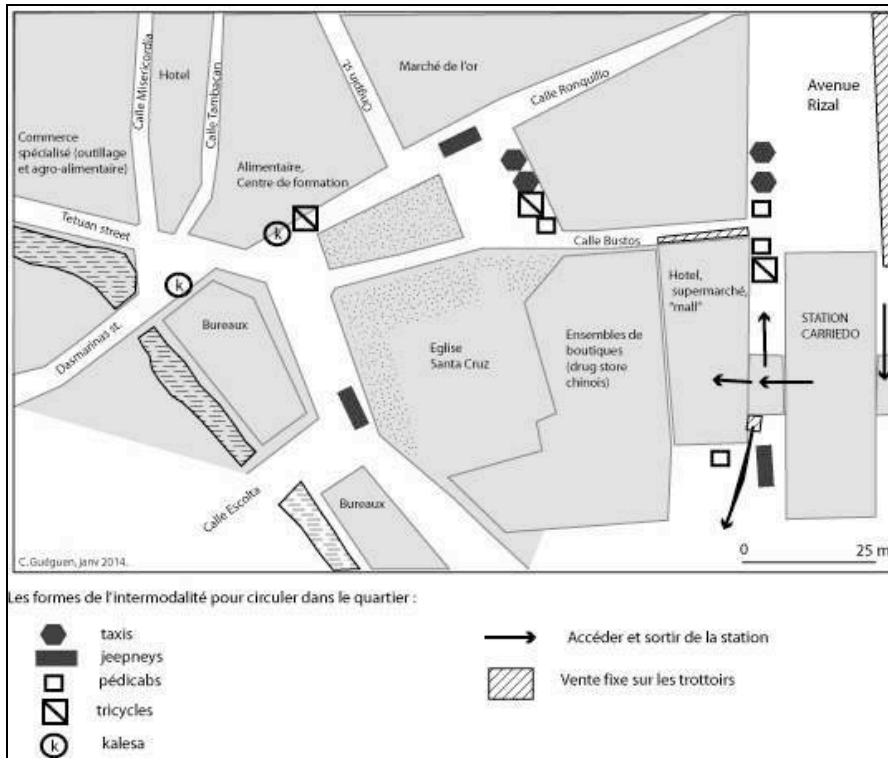 Calle Misericordia
Hotel
Calle Tambacan
Ongpin st.
Marché de l'or
Calle Ronquillo
Avenue
Rizal
Commerce
spécialisé (outillage
et agro-alimentaire)
Alimentaire,
Centre de formation
Tetuan street
k
k
Calle Bustos
Dasmarinas st.
Bureaux
Eglise
Santa Cruz
Ensembles de
boutiques
(drug store
chinois)
Hotel,
supermarché,
"mall"
STATION
CARRIEDO
Calle Escolta
Bureaux
C. Guéguen, janv 2014.
0 25 m
Les formes de l'intermodalité pour circuler dans le quartier :
taxis
jeepneys
pédicabs
tricycles
k kalesa
Accéder et sortir de la station
Vente fixe sur les trottoirs